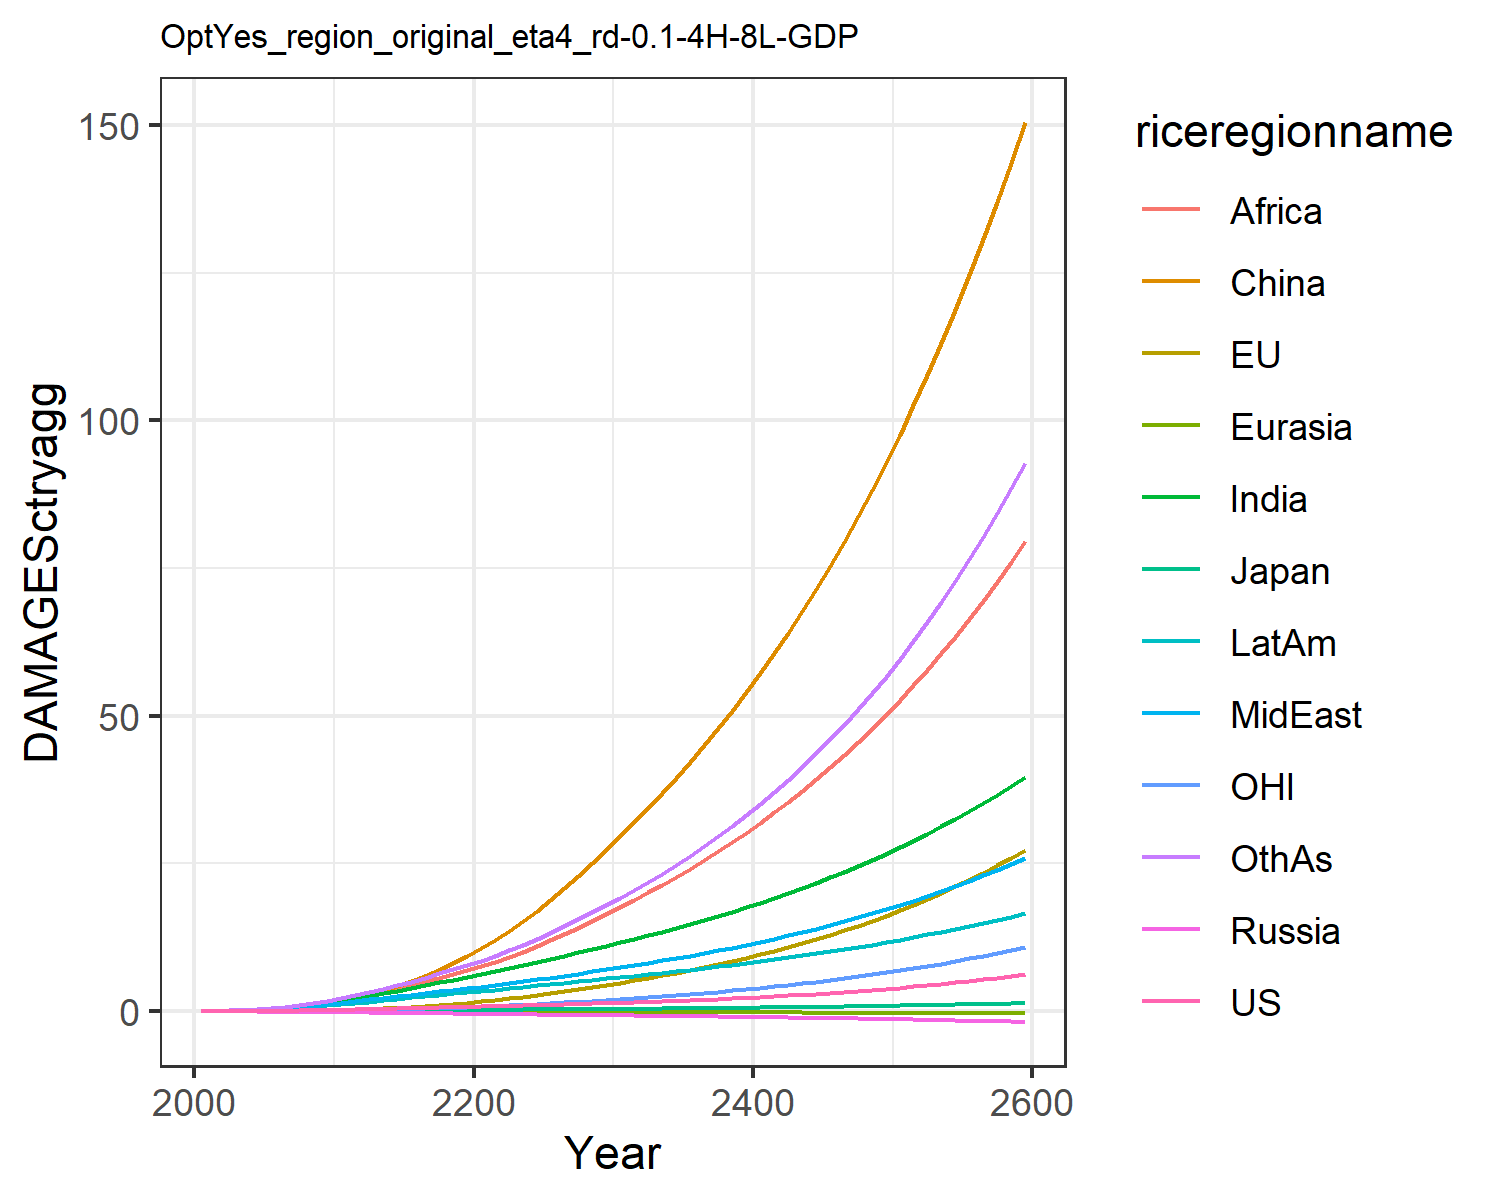 OptYes_region_original_eta4_rd-0.1-4H-8L-GDP
150
100
50
0
DAMAGESctryagg
2000
2200
2400
2600
Year
riceregionname
Africa
China
EU
Eurasia
India
Japan
LatAm
MidEast
OHI
OthAs
Russia
US